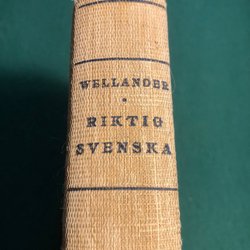 WELLANDER
·
RIKTIG
SVENSKA